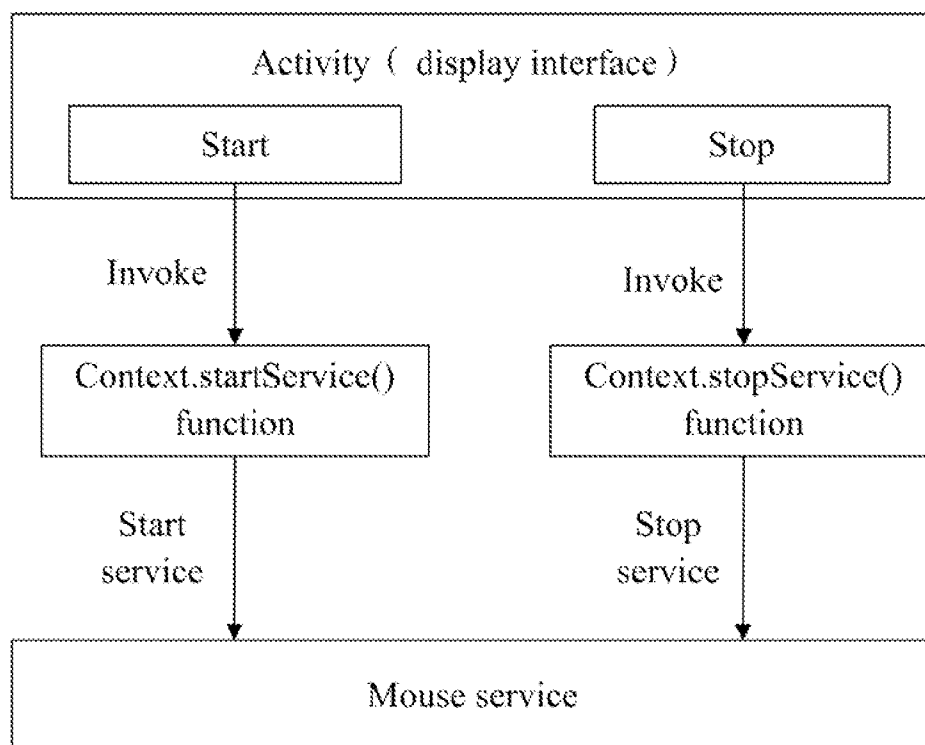 Activity（ display interface）
Start
Stop
Invoke
Invoke
Context.startService()
function
Context.stopService()
function
Start
service
Stop
service
Mouse service